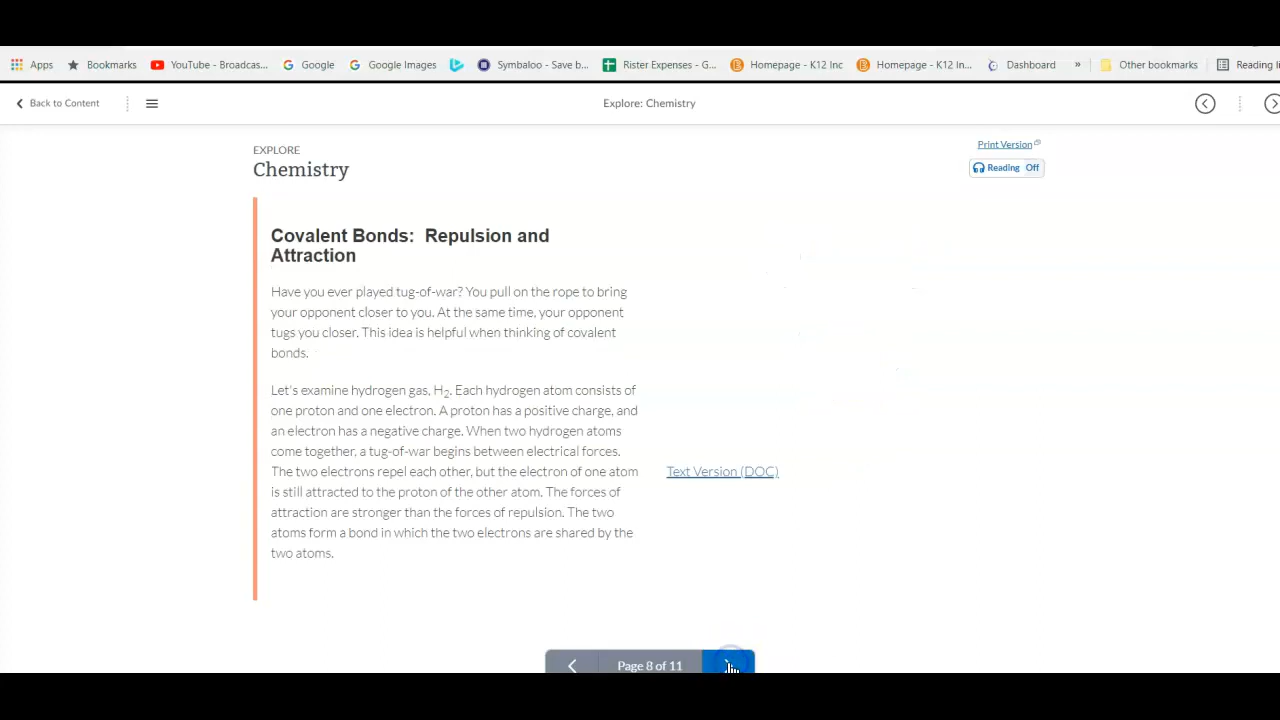 Apps Bookmarks YouTube - Broadcas... Google Google Images Symbaloo - Save b... Rister Expenses - G... Homepage - K12 Inc Homepage - K12 In... Dashboard » Other bookmarks Reading li
Back to Content Explore: Chemistry
EXPLORE
Chemistry
Print Version
Reading Off
Covalent Bonds: Repulsion and
Attraction
Have you ever played tug-of-war? You pull on the rope to bring
your opponent closer to you. At the same time, your opponent
tugs you closer. This idea is helpful when thinking of covalent
bonds.
Let's examine hydrogen gas, H₂. Each hydrogen atom consists of
one proton and one electron. A proton has a positive charge, and
an electron has a negative charge. When two hydrogen atoms
come together, a tug-of-war begins between electrical forces.
The two electrons repel each other, but the electron of one atom
is still attracted to the proton of the other atom. The forces of
attraction are stronger than the forces of repulsion. The two
atoms form a bond in which the two electrons are shared by the
two atoms.
Text Version (DOC)
Page 8 of 11